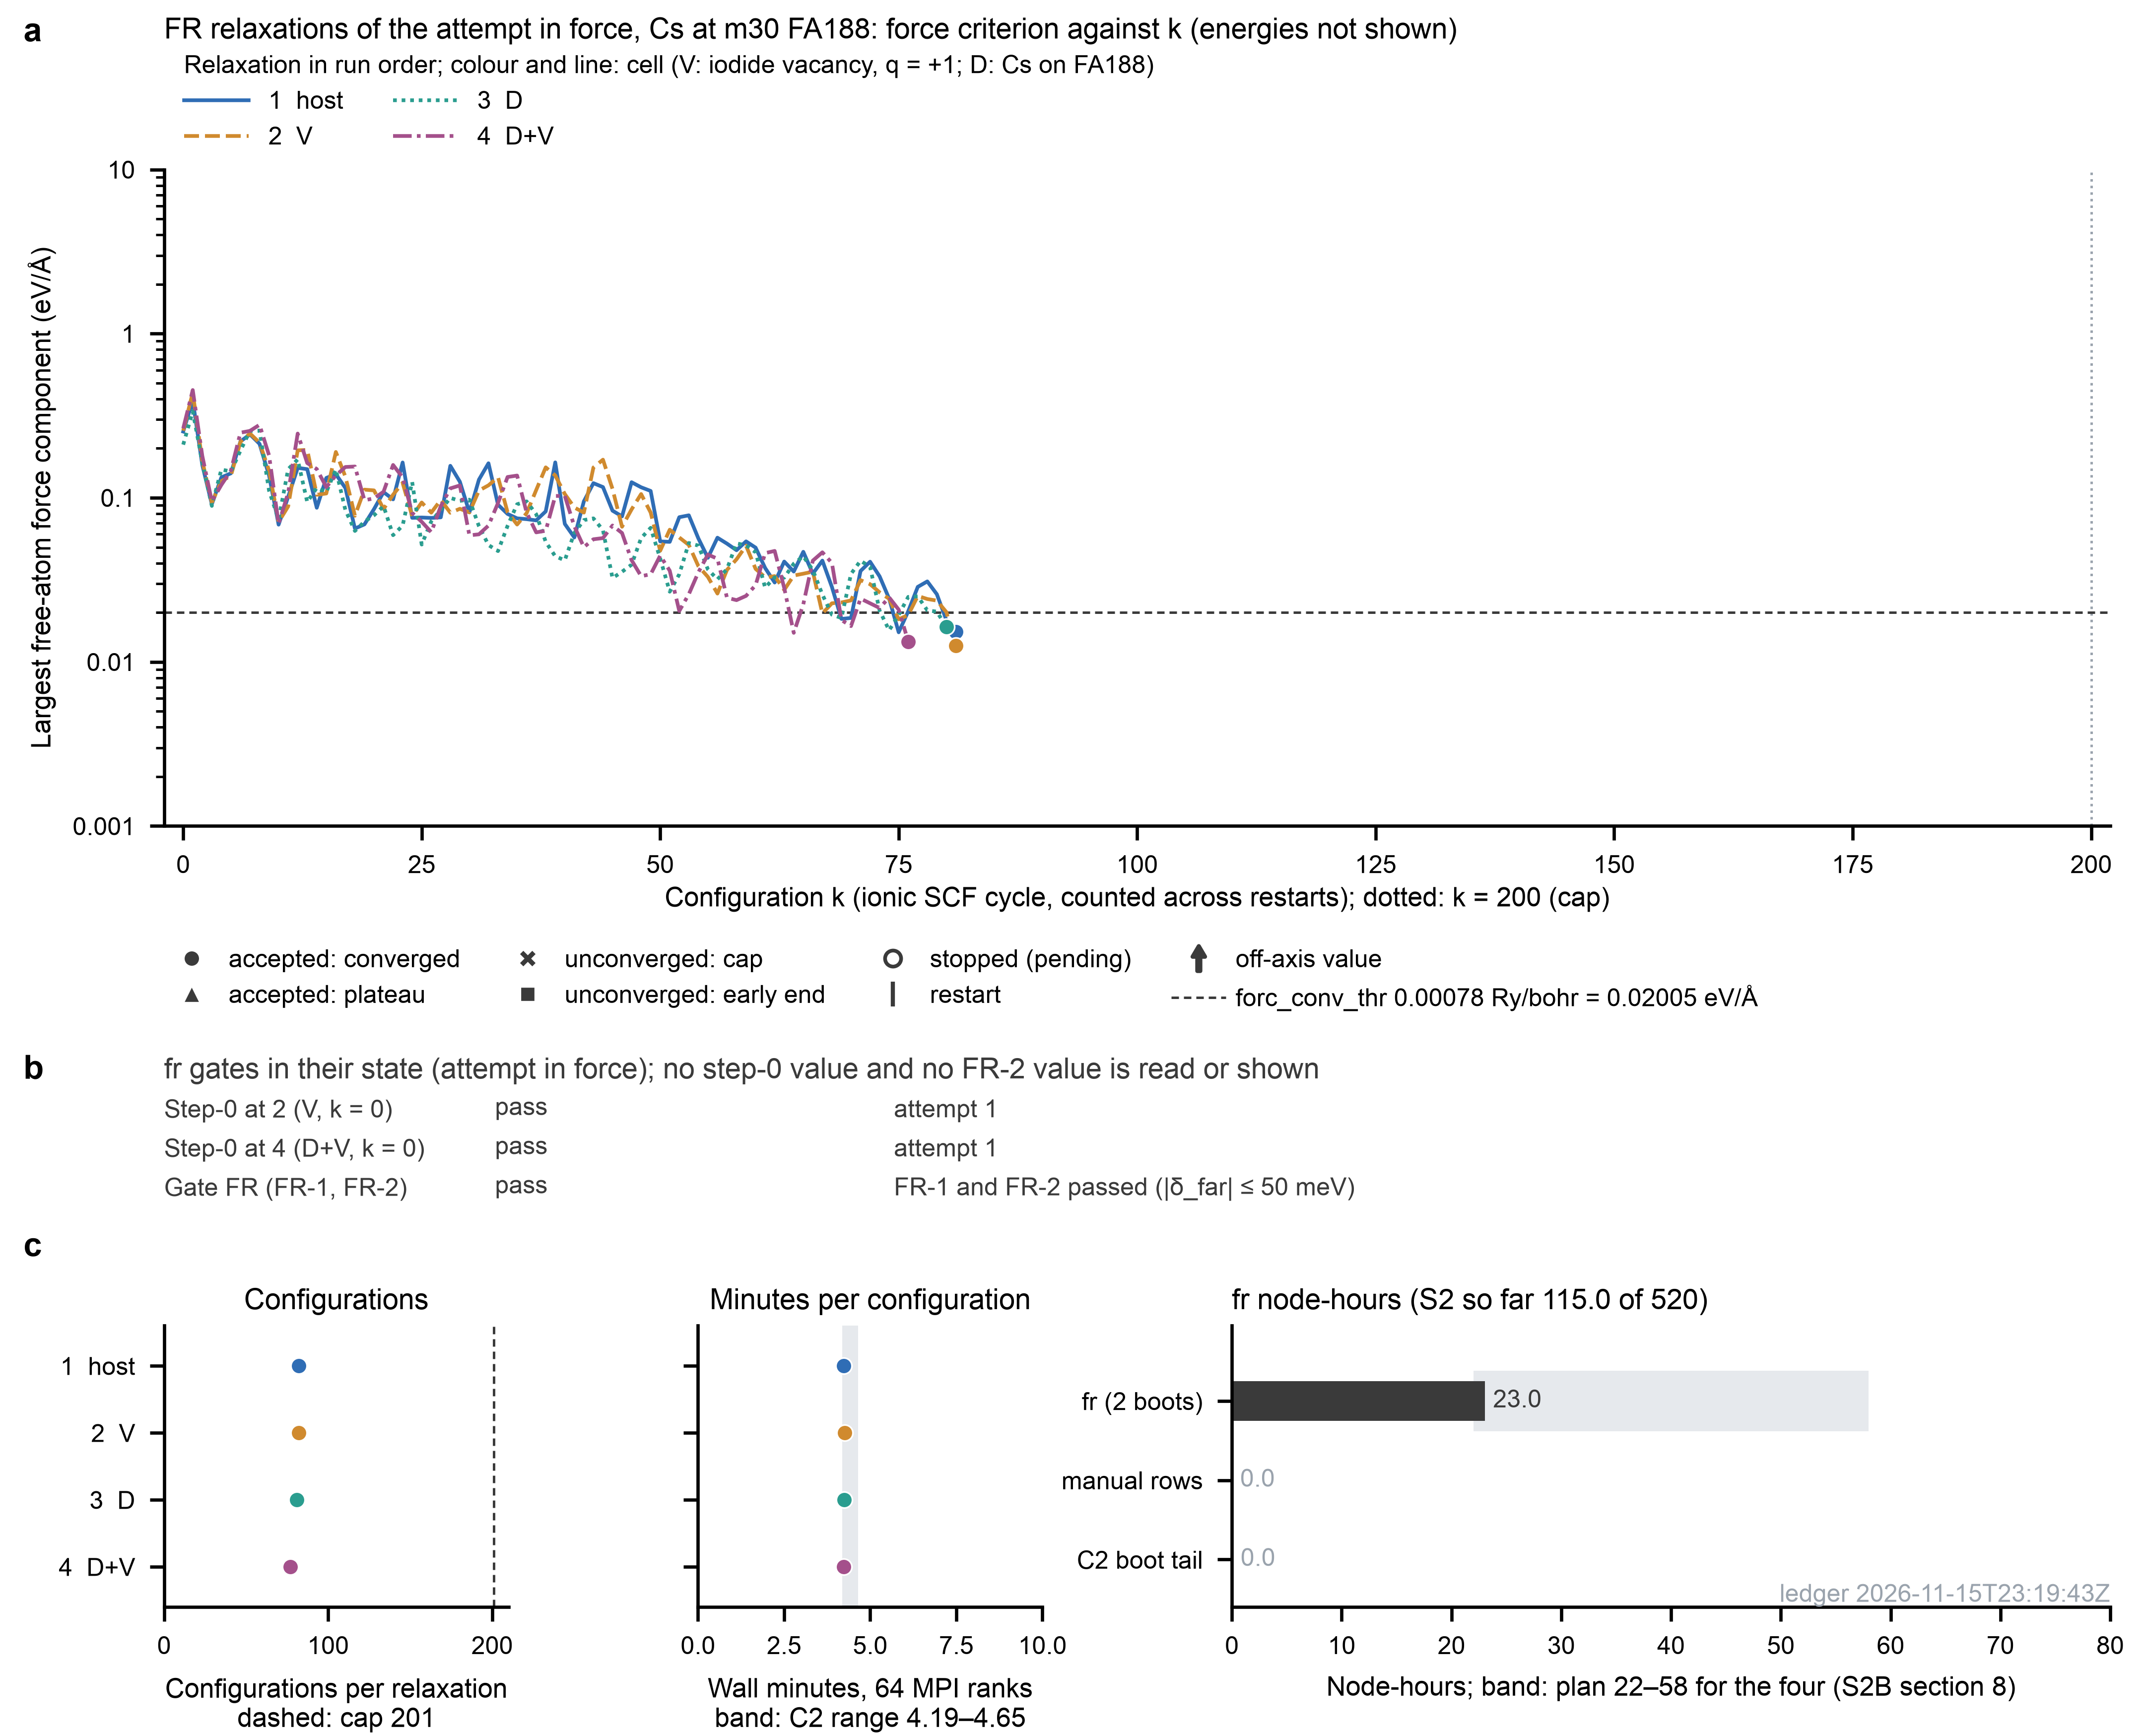 a
FR relaxations of the attempt in force, Cs at m30 FA188: force criterion against k (energies not shown)
Relaxation in run order; colour and line: cell (V: iodide vacancy, q = +1; D: Cs on FA188)
1 host
3 D
2 V
4 D+V
Largest free-atom force component (eV/Å)
10
1
0.1
0.01
0.001
0 25 50 75 100 125 150 175 200
Configuration k (ionic SCF cycle, counted across restarts); dotted: k = 200 (cap)
accepted: converged
unconverged: cap
stopped (pending)
off-axis value
accepted: plateau
unconverged: early end
restart
forc_conv_thr 0.00078 Ry/bohr = 0.02005 eV/Å
b
fr gates in their state (attempt in force); no step-0 value and no FR-2 value is read or shown
Step-0 at 2 (V, k = 0) pass attempt 1
Step-0 at 4 (D+V, k = 0) pass attempt 1
Gate FR (FR-1, FR-2) pass FR-1 and FR-2 passed (|δ_far| ≤ 50 meV)
c
Configurations
1 host
2 V
3 D
4 D+V
0 100 200
Configurations per relaxation
dashed: cap 201
Minutes per configuration
0.0 2.5 5.0 7.5 10.0
Wall minutes, 64 MPI ranks
band: C2 range 4.19–4.65
fr node-hours (S2 so far 115.0 of 520)
fr (2 boots) 23.0
manual rows 0.0
C2 boot tail 0.0
ledger 2026-11-15T23:19:43Z
0 10 20 30 40 50 60 70 80
Node-hours; band: plan 22–58 for the four (S2B section 8)